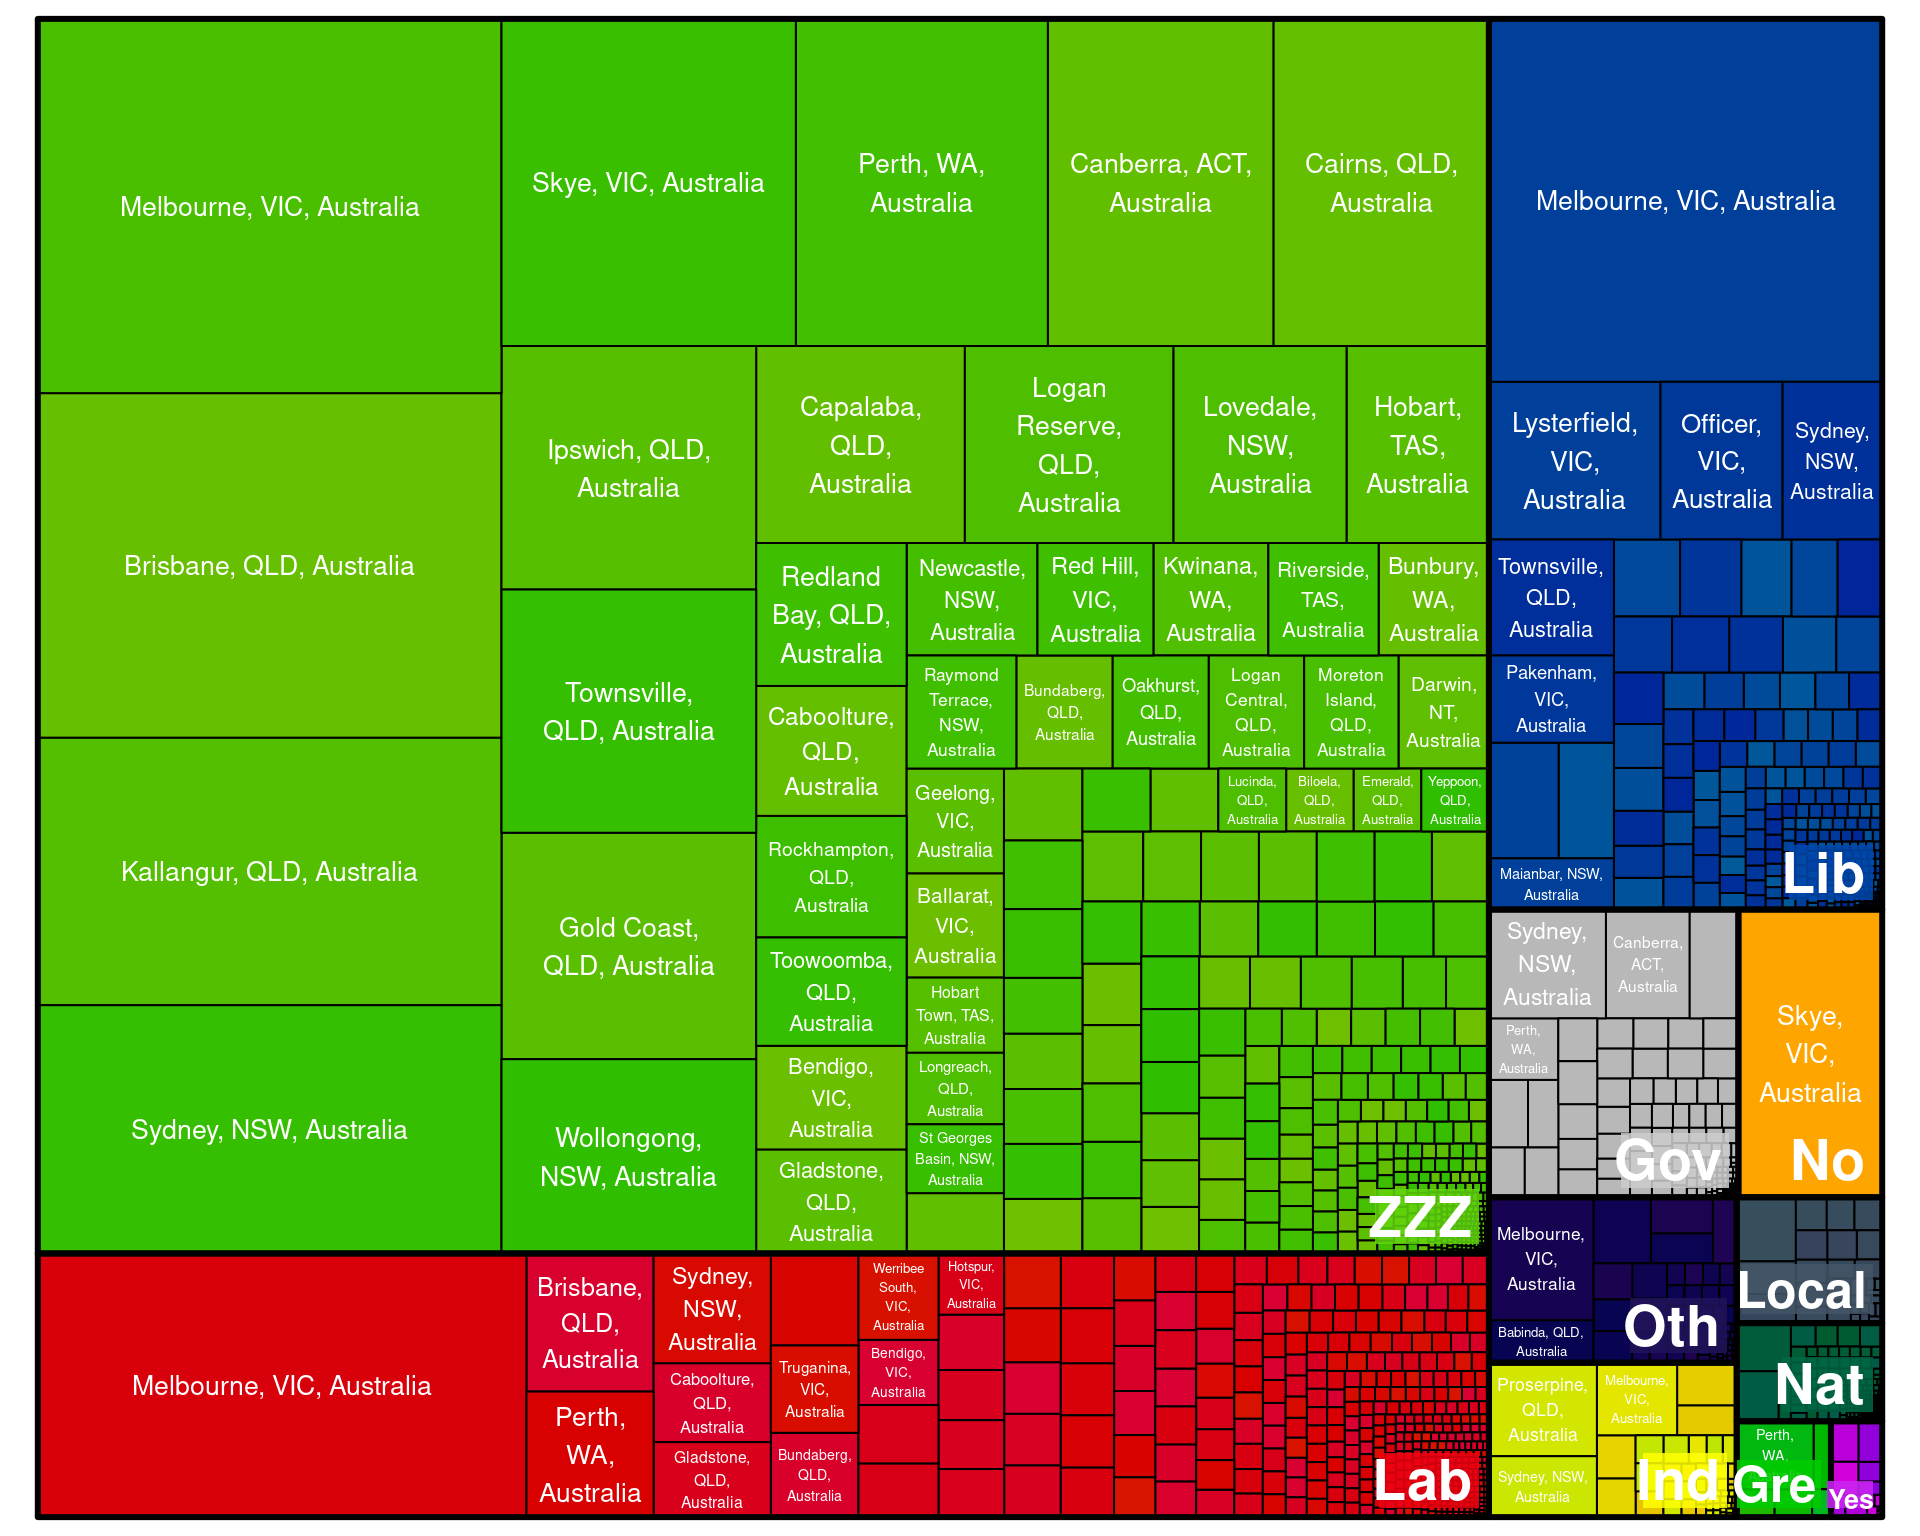 Melbourne, VIC, Australia
Brisbane, QLD, Australia
Kallangur, QLD, Australia
Sydney, NSW, Australia
Skye, VIC, Australia
Perth, WA,
Australia
Canberra, ACT,
Australia
Cairns, QLD,
Australia
Ipswich, QLD,
Australia
Townsville,
QLD, Australia
Gold Coast,
QLD, Australia
Wollongong,
NSW, Australia
Capalaba,
QLD,
Australia
Logan
Reserve,
QLD,
Australia
Lovedale,
NSW,
Australia
Hobart,
TAS,
Australia
Redland
Bay, QLD,
Australia
Caboolture,
QLD,
Australia
Rockhampton,
QLD,
Australia
Toowoomba,
QLD,
Australia
Bendigo,
VIC,
Australia
Gladstone,
QLD,
Australia
Newcastle,
NSW,
Australia
Red Hill,
VIC,
Australia
Kwinana,
WA,
Australia
Riverside,
TAS,
Australia
Bunbury,
WA,
Australia
Raymond
Terrace,
NSW,
Australia
Bundaberg,
QLD,
Australia
Oakhurst,
QLD,
Australia
Logan
Central,
QLD,
Australia
Moreton
Island,
QLD,
Australia
Darwin,
NT,
Australia
Geelong,
VIC,
Australia
Ballarat,
VIC,
Australia
Hobart
Town, TAS,
Australia
Longreach,
QLD,
Australia
St Georges
Basin, NSW,
Australia
Lucinda,
QLD,
Australia
Biloela,
QLD,
Australia
Emerald,
QLD,
Australia
Yeppoon,
QLD,
Australia
ZZZ
Melbourne, VIC, Australia
Brisbane,
QLD,
Australia
Perth,
WA,
Australia
Sydney,
NSW,
Australia
Caboolture,
QLD,
Australia
Gladstone,
QLD,
Australia
Truganina,
VIC,
Australia
Bundaberg,
QLD,
Australia
Werribee
South,
VIC,
Australia
Bendigo,
VIC,
Australia
Hotspur,
VIC,
Australia
Lab
Melbourne, VIC, Australia
Lysterfield,
VIC,
Australia
Officer,
VIC,
Australia
Sydney,
NSW,
Australia
Townsville,
QLD,
Australia
Pakenham,
VIC,
Australia
Maianbar, NSW,
Australia
Lib
Sydney,
NSW,
Australia
Canberra,
ACT,
Australia
Perth,
WA,
Australia
Gov
Skye,
VIC,
Australia
No
Melbourne,
VIC,
Australia
Babinda, QLD,
Australia
Oth
Local
Nat
Proserpine,
QLD,
Australia
Melbourne,
VIC,
Australia
Sydney, NSW,
Australia
Ind
Perth,
WA,
Gre
Yes